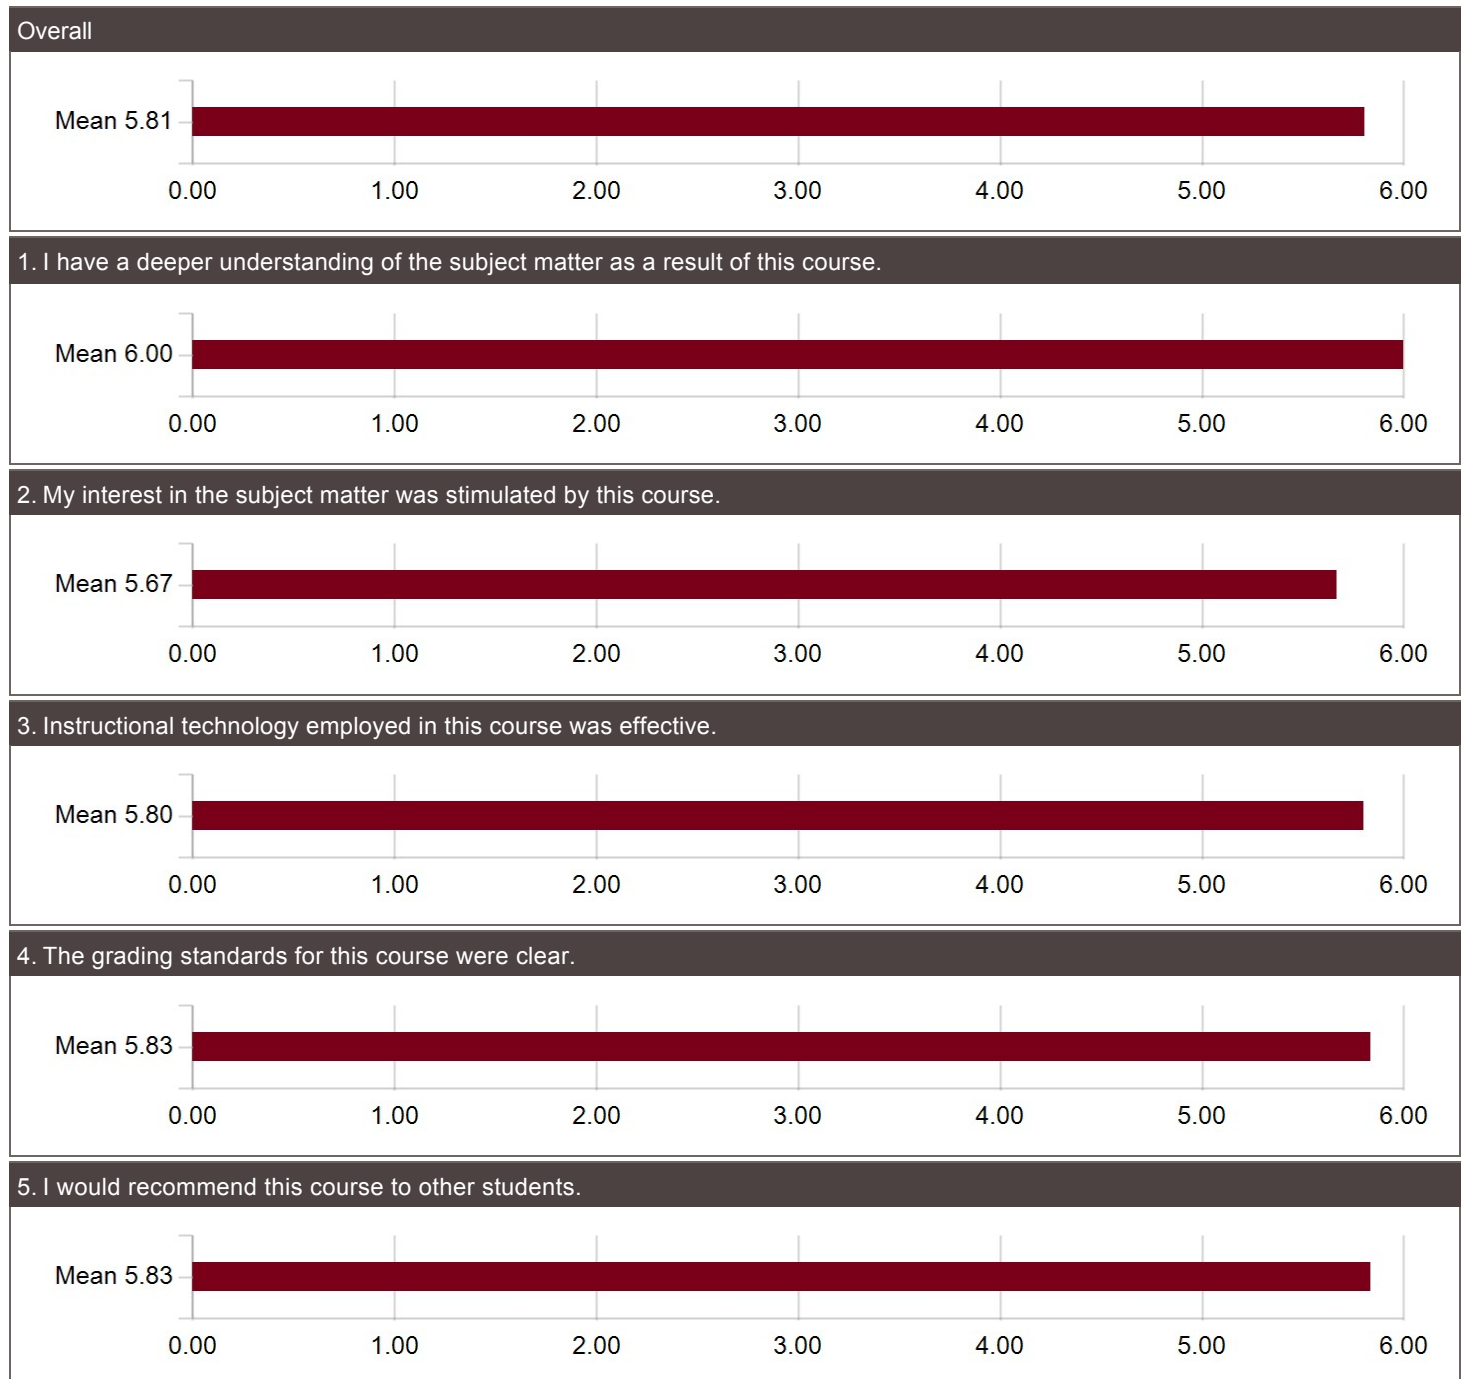 Overall
Mean 5.81
0.00 1.00 2.00 3.00 4.00 5.00 6.00
1. I have a deeper understanding of the subject matter as a result of this course.
Mean 6.00
0.00 1.00 2.00 3.00 4.00 5.00 6.00
2. My interest in the subject matter was stimulated by this course.
Mean 5.67
0.00 1.00 2.00 3.00 4.00 5.00 6.00
3. Instructional technology employed in this course was effective.
Mean 5.80
0.00 1.00 2.00 3.00 4.00 5.00 6.00
4. The grading standards for this course were clear.
Mean 5.83
0.00 1.00 2.00 3.00 4.00 5.00 6.00
5. I would recommend this course to other students.
Mean 5.83
0.00 1.00 2.00 3.00 4.00 5.00 6.00